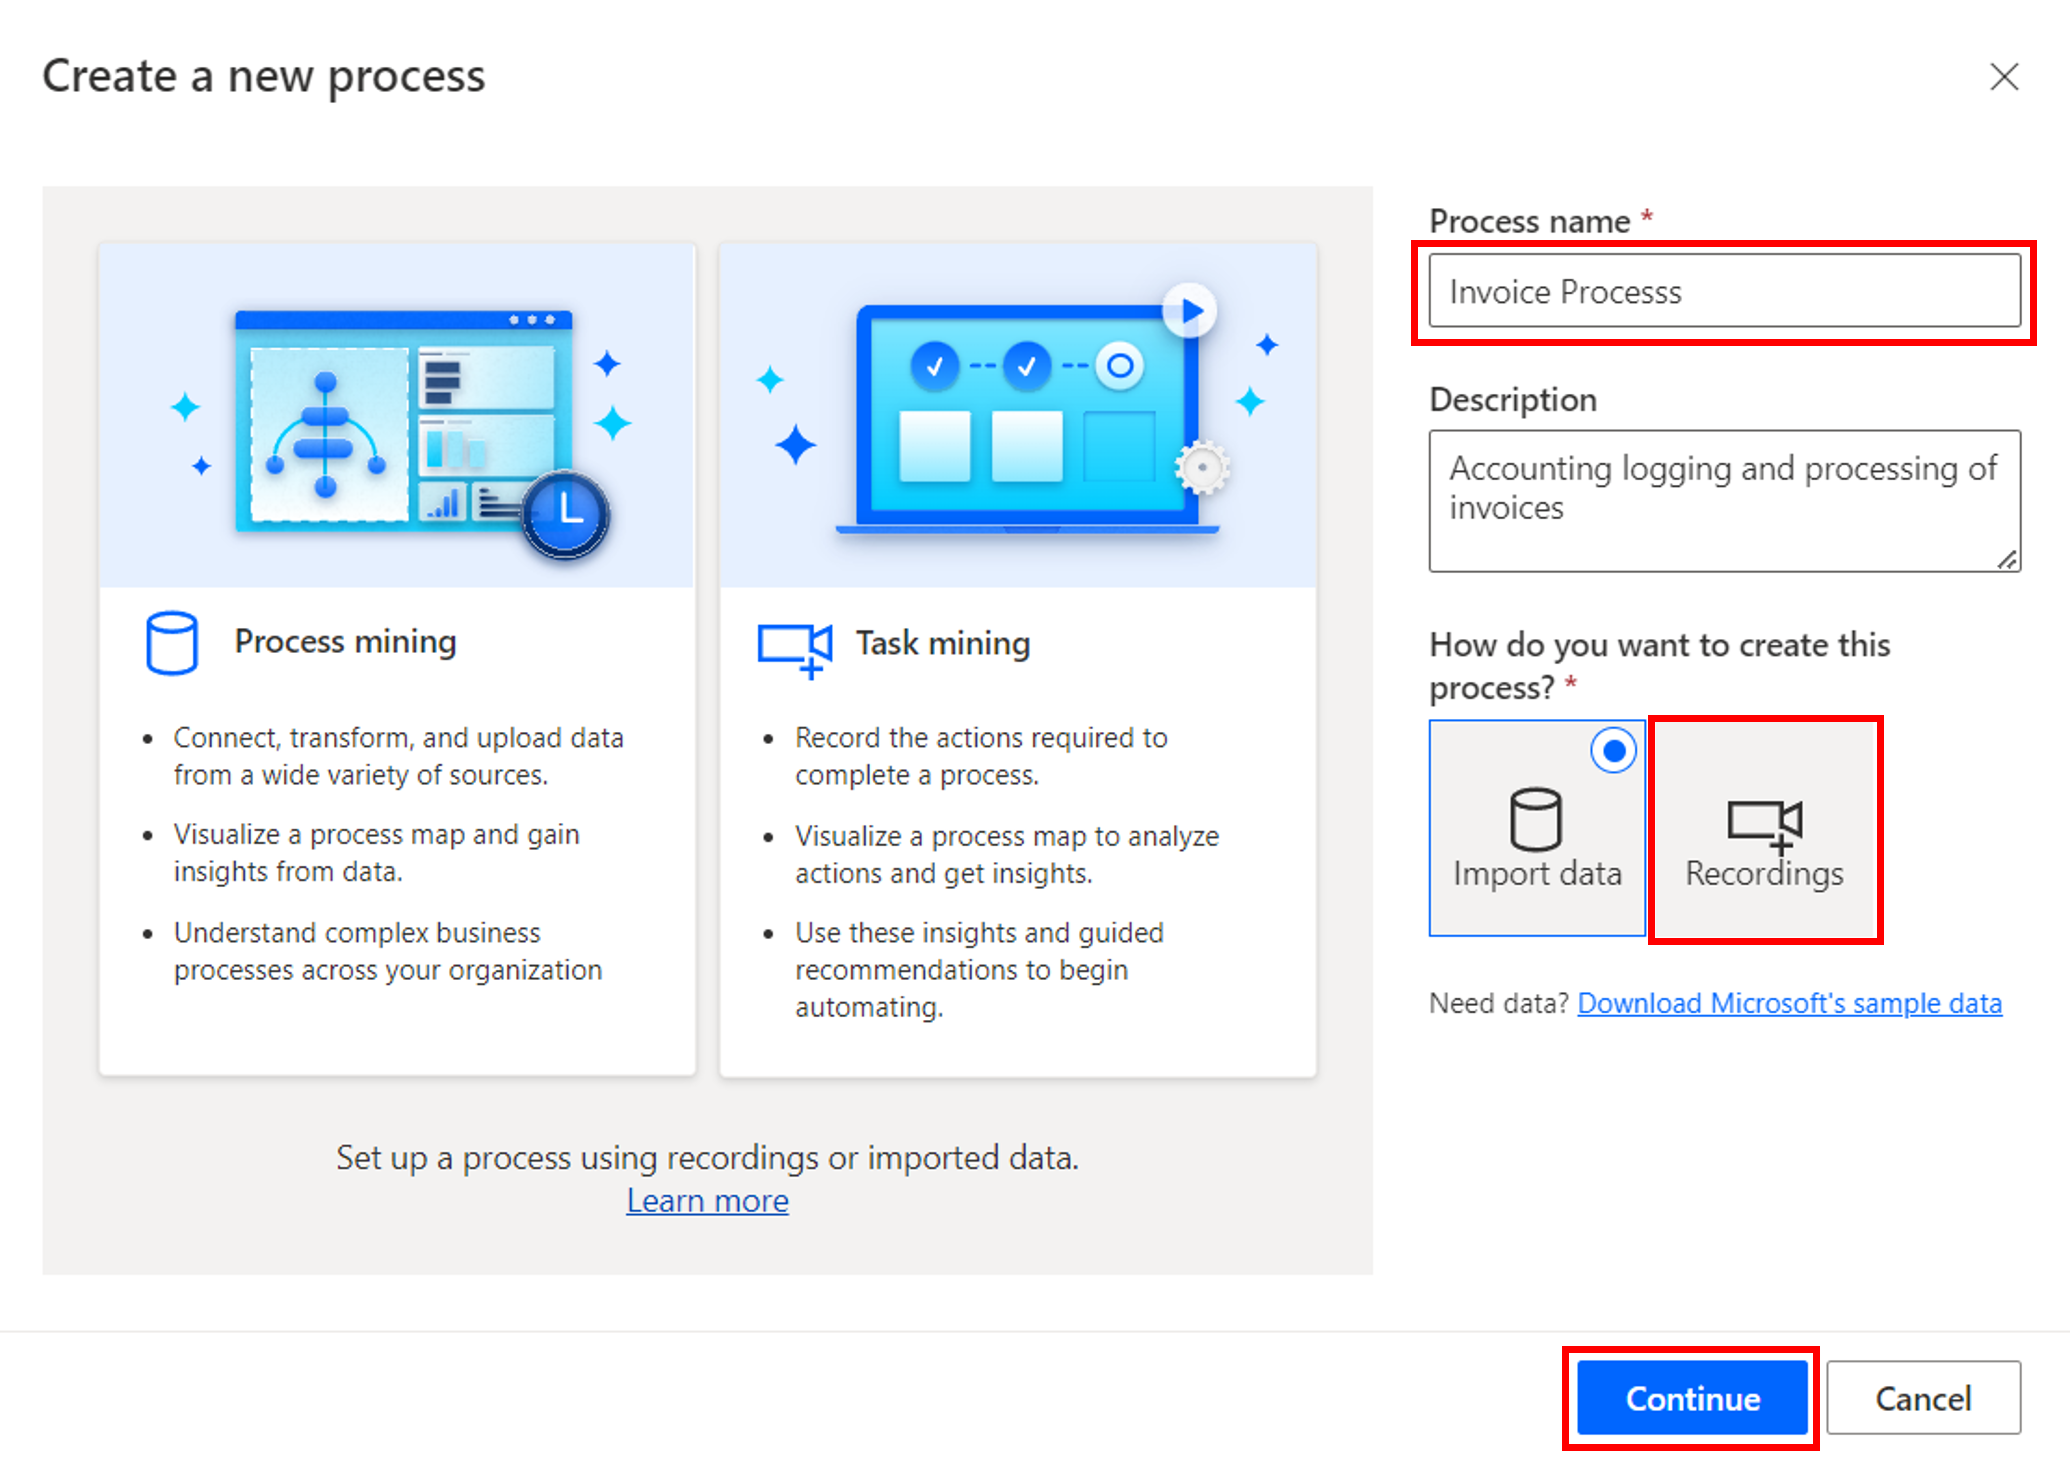 Create a new process
Process mining
• Connect, transform, and upload data
from a wide variety of sources.
• Visualize a process map and gain
insights from data.
• Understand complex business
processes across your organization
Task mining
• Record the actions required to
complete a process.
• Visualize a process map to analyze
actions and get insights.
• Use these insights and guided
recommendations to begin
automating.
Set up a process using recordings or imported data.
Learn more
Process name *
Invoice Processs
Description
Accounting logging and processing of
invoices
How do you want to create this
process? *
Import data
Recordings
Need data? Download Microsoft's sample data
Continue
Cancel